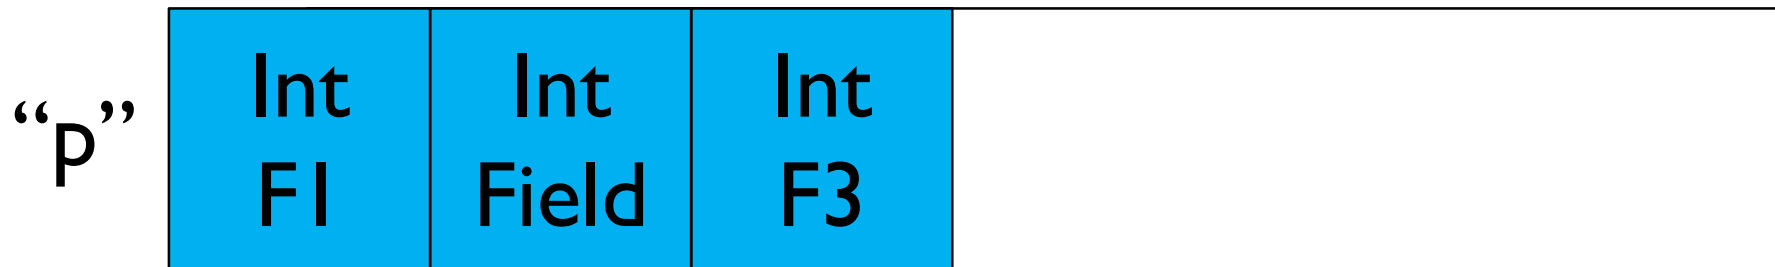 “p”
Int
F1
Int
Field
Int
F3